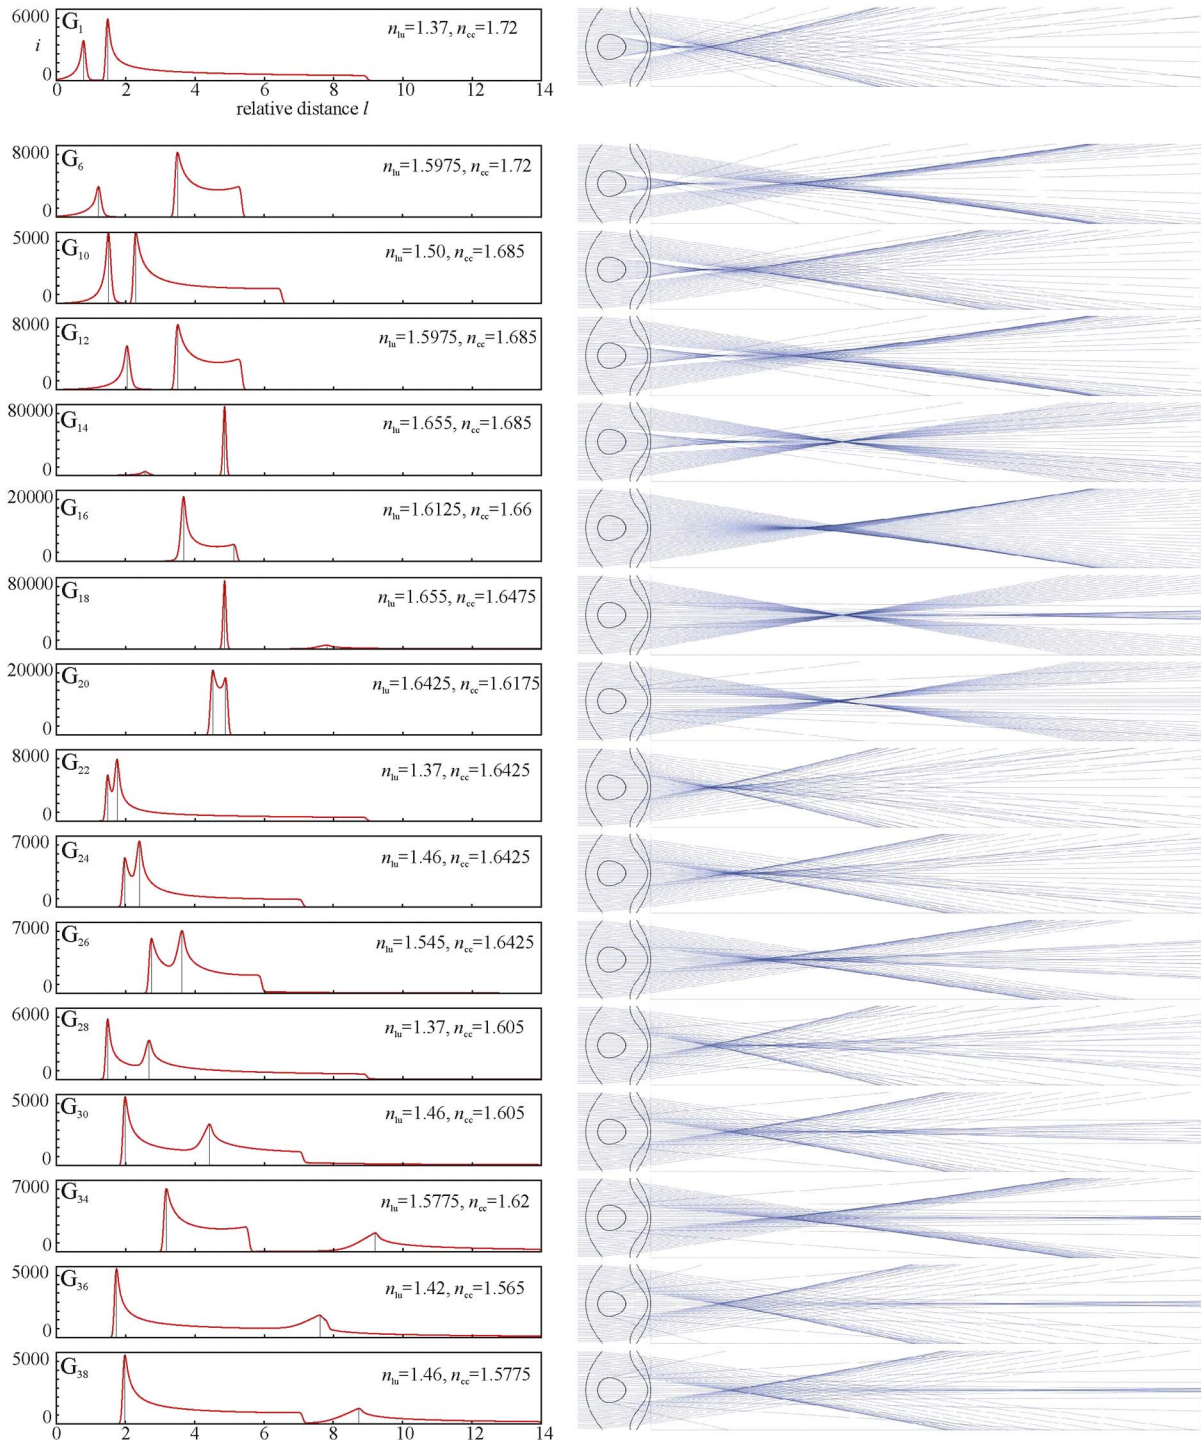 6000
G1
nlu=1.37, ncc=1.72
i
0
0 2 4 6 8 10 12 14
relative distance l
8000
G6
nlu=1.5975, ncc=1.72
0
5000
G10
nlu=1.50, ncc=1.685
0
8000
G12
nlu=1.5975, ncc=1.685
0
80000
G14
nlu=1.655, ncc=1.685
0
20000
G16
nlu=1.6125, ncc=1.66
0
80000
G18
nlu=1.655, ncc=1.6475
0
20000
G20
nlu=1.6425, ncc=1.6175
0
8000
G22
nlu=1.37, ncc=1.6425
0
7000
G24
nlu=1.46, ncc=1.6425
0
7000
G26
nlu=1.545, ncc=1.6425
0
6000
G28
nlu=1.37, ncc=1.605
0
5000
G30
nlu=1.46, ncc=1.605
0
7000
G34
nlu=1.5775, ncc=1.62
0
5000
G36
nlu=1.42, ncc=1.565
0
5000
G38
nlu=1.46, ncc=1.5775
0
0 2 4 6 8 10 12 14